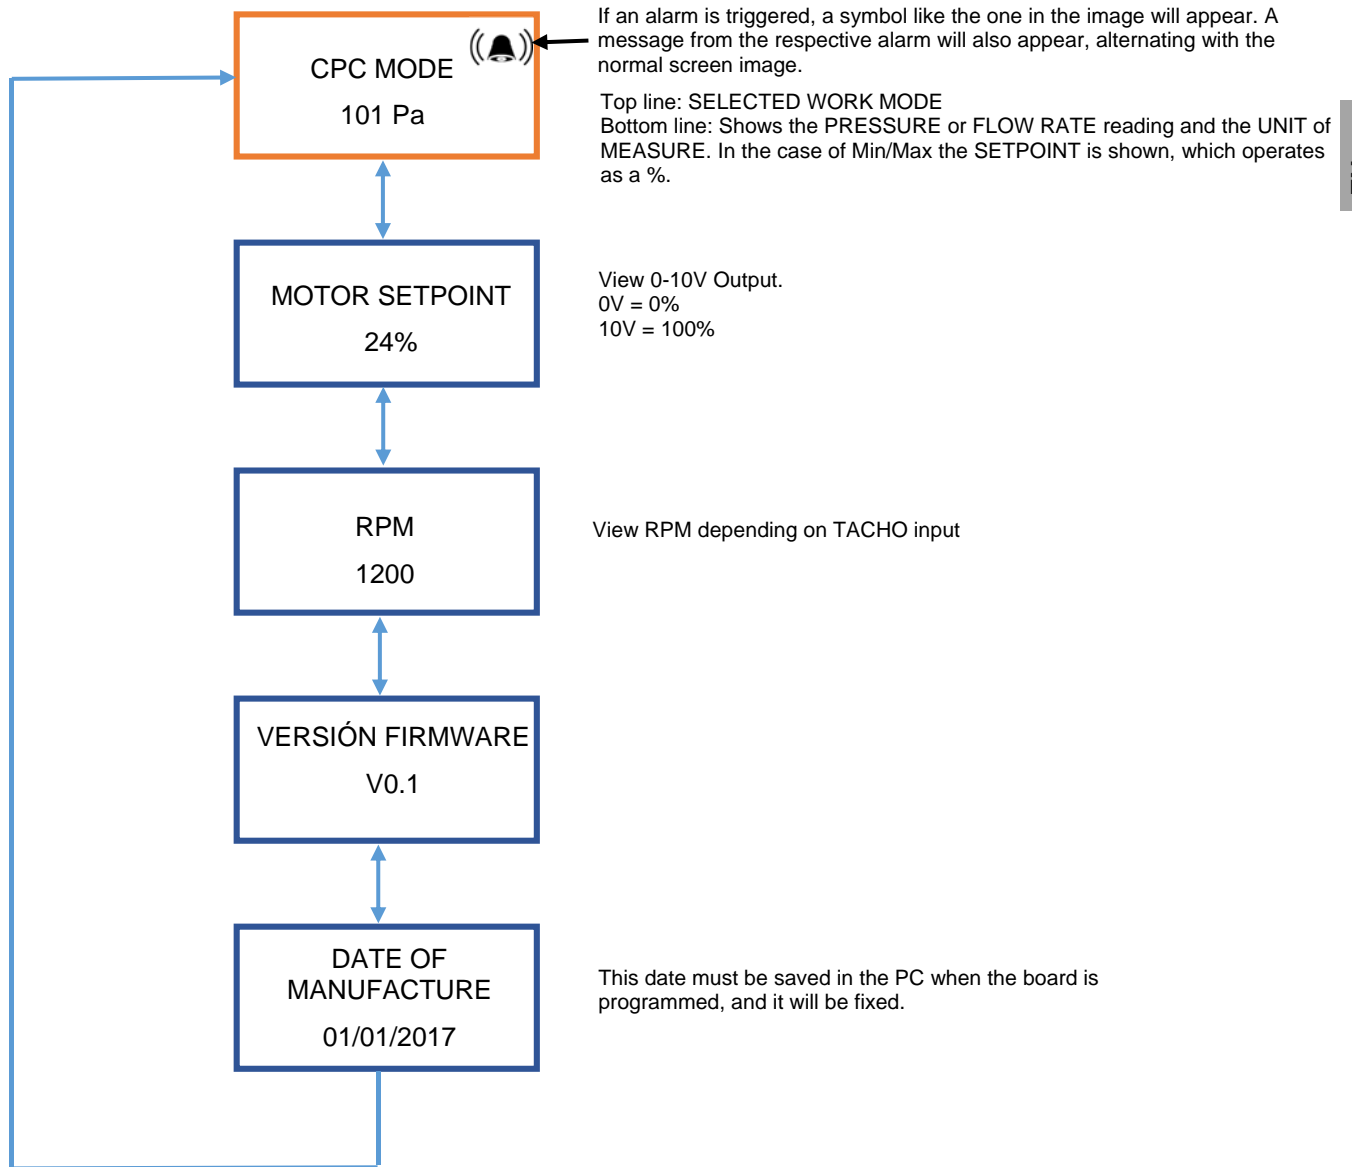 If an alarm is triggered, a symbol like the one in the image will appear. A
message from the respective alarm will also appear, alternating with the
normal screen image.
CPC MODE
101 Pa
Top line: SELECTED WORK MODE
Bottom line: Shows the PRESSURE or FLOW RATE reading and the UNIT of
MEASURE. In the case of Min/Max the SETPOINT is shown, which operates
as a %.
MOTOR SETPOINT
24%
View 0-10V Output.
0V = 0%
10V = 100%
RPM
1200
View RPM depending on TACHO input
VERSIÓN FIRMWARE
V0.1
DATE OF
MANUFACTURE
01/01/2017
This date must be saved in the PC when the board is
programmed, and it will be fixed.